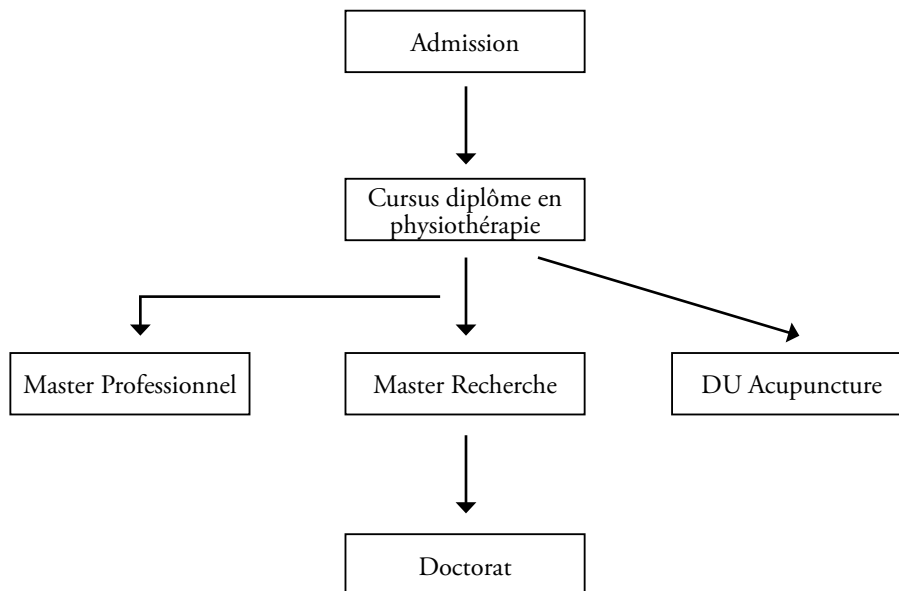 Admission
Cursus diplôme en
physiothérapie
Master Professionnel
Master Recherche
DU Acupuncture
Doctorat